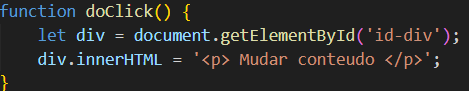 function doClick() {
    let div = document.getElementById('id-div');
    div.innerHTML = '<p> Mudar conteudo </p>';
}